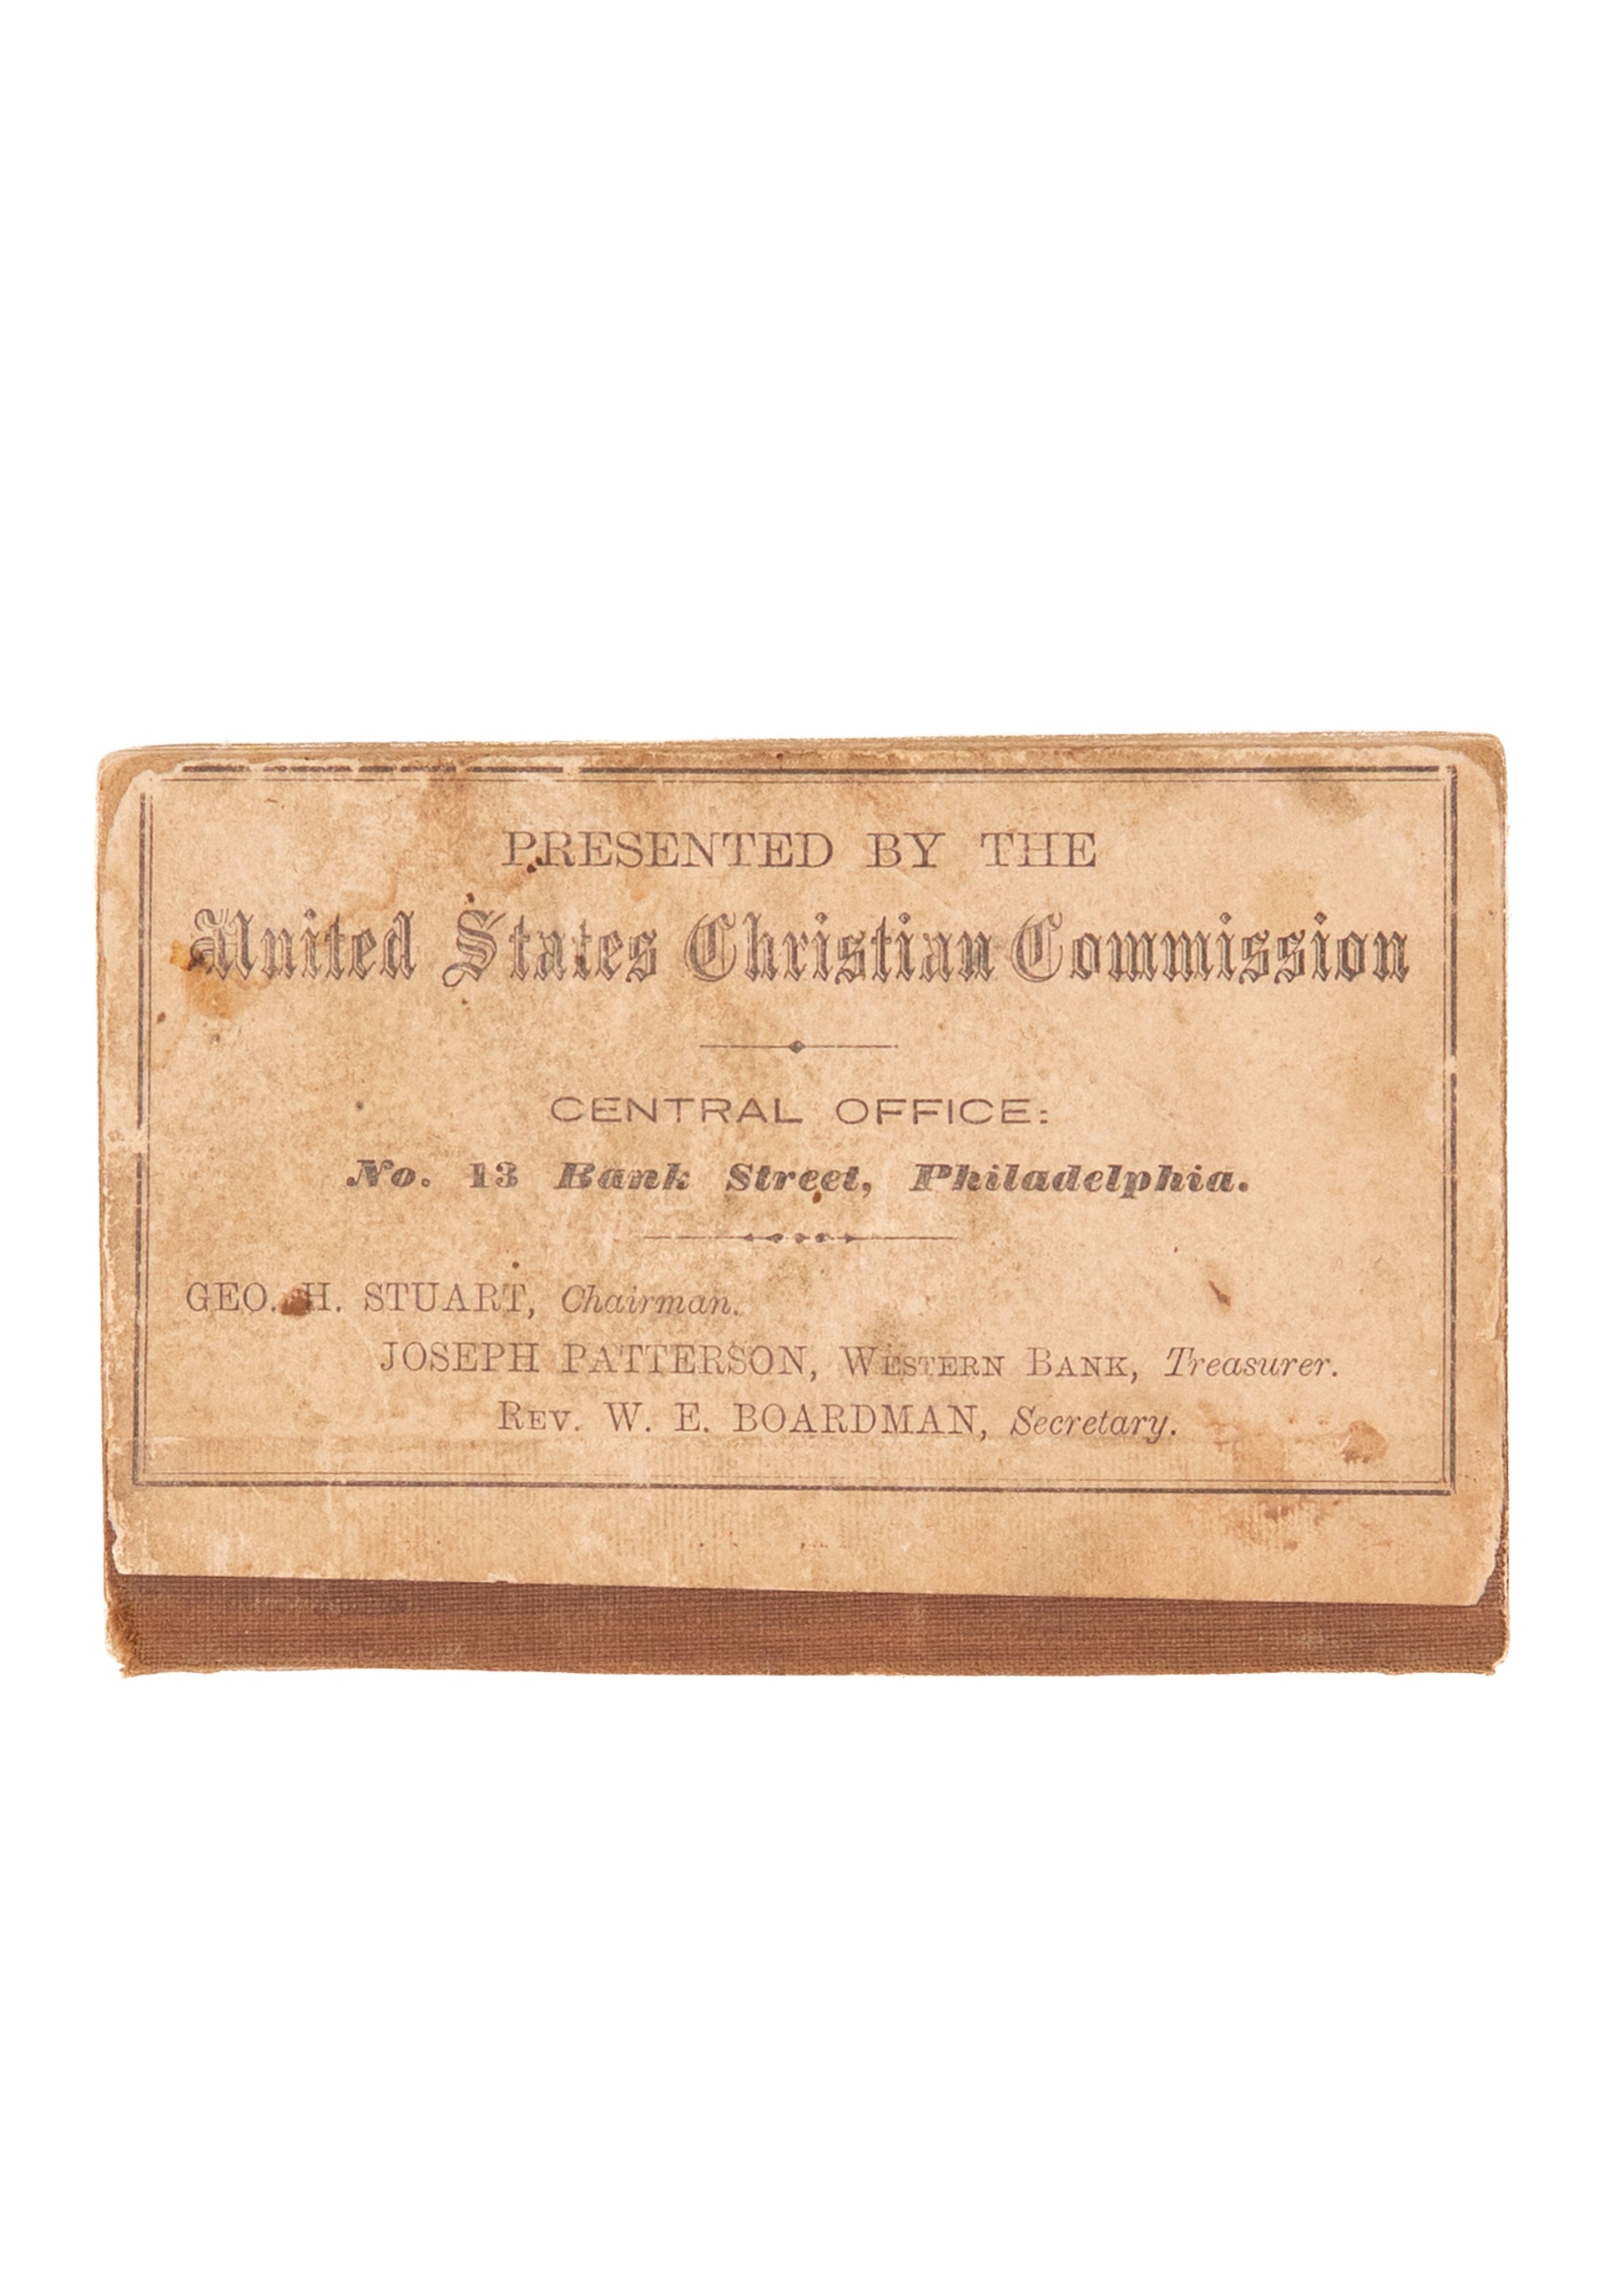 PRESENTED BY THE
United States Christian Commission
CENTRAL OFFICE:
No. 13 Bank Street, Philadelphia.
GEO. H. STUART, Chairman.
JOSEPH PATTERSON, WESTERN BANK, Treasurer.
REV. W. E. BOARDMAN, Secretary.